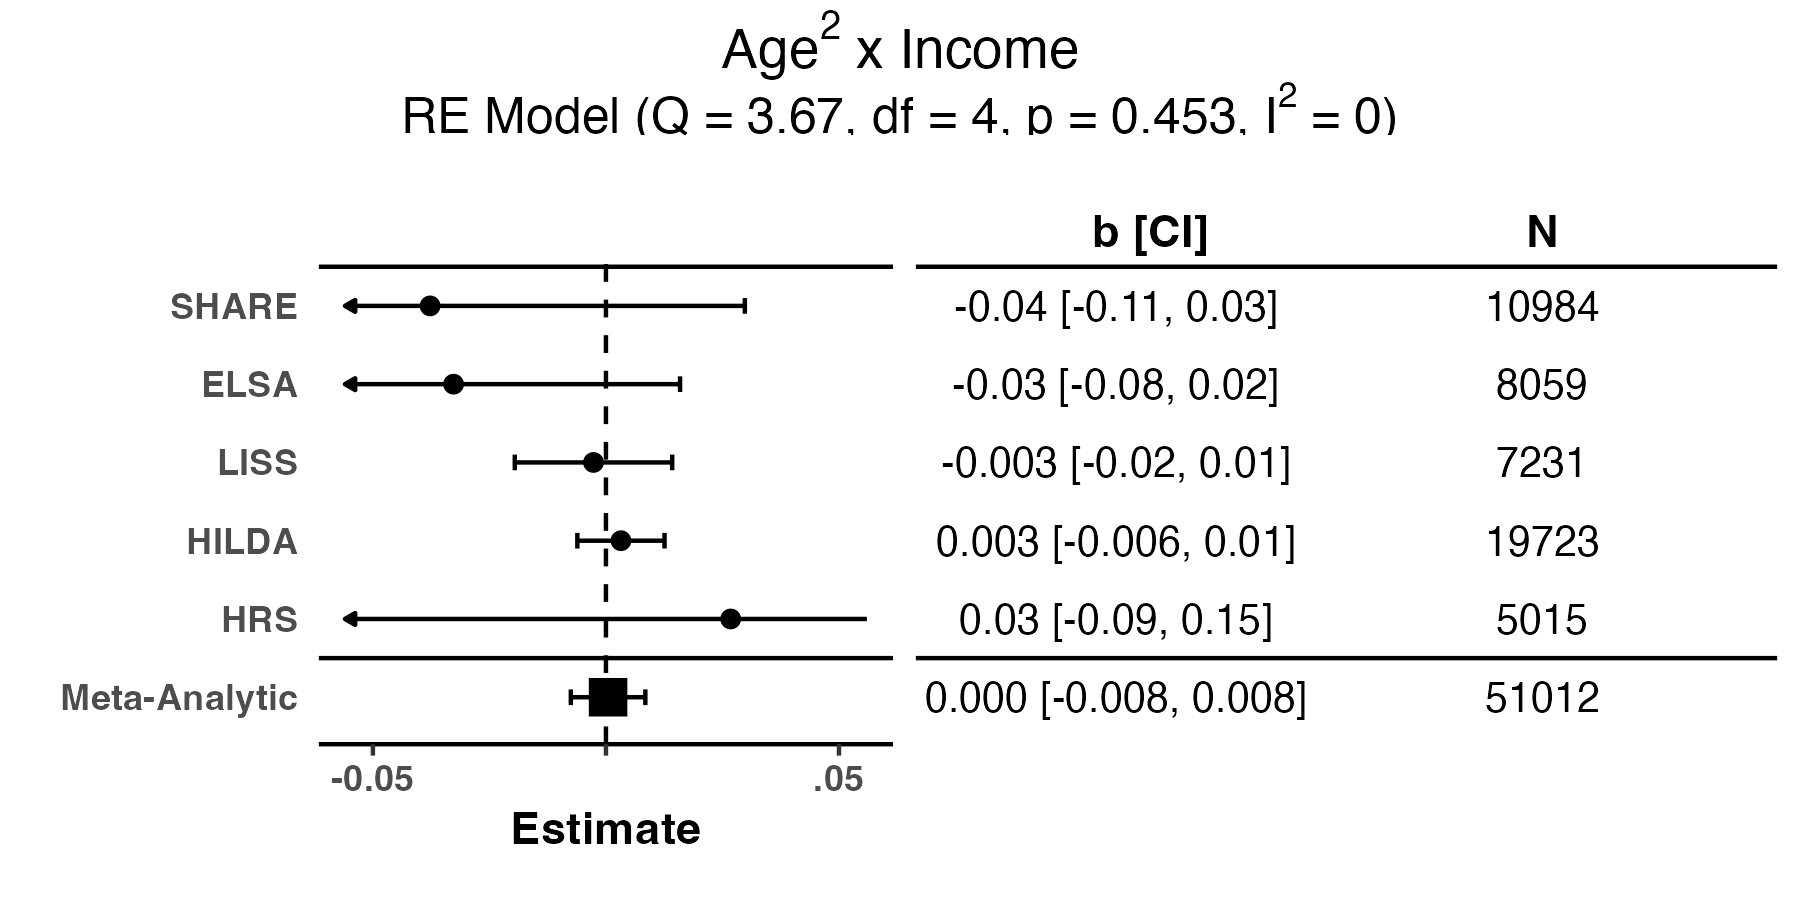 Age² x Income
RE Model (Q = 3.67, df = 4, p = 0.453, I² = 0)
b [CI] N
SHARE -0.04 [-0.11, 0.03] 10984
ELSA -0.03 [-0.08, 0.02] 8059
LISS -0.003 [-0.02, 0.01] 7231
HILDA 0.003 [-0.006, 0.01] 19723
HRS 0.03 [-0.09, 0.15] 5015
Meta-Analytic 0.000 [-0.008, 0.008] 51012
-0.05 .05
Estimate